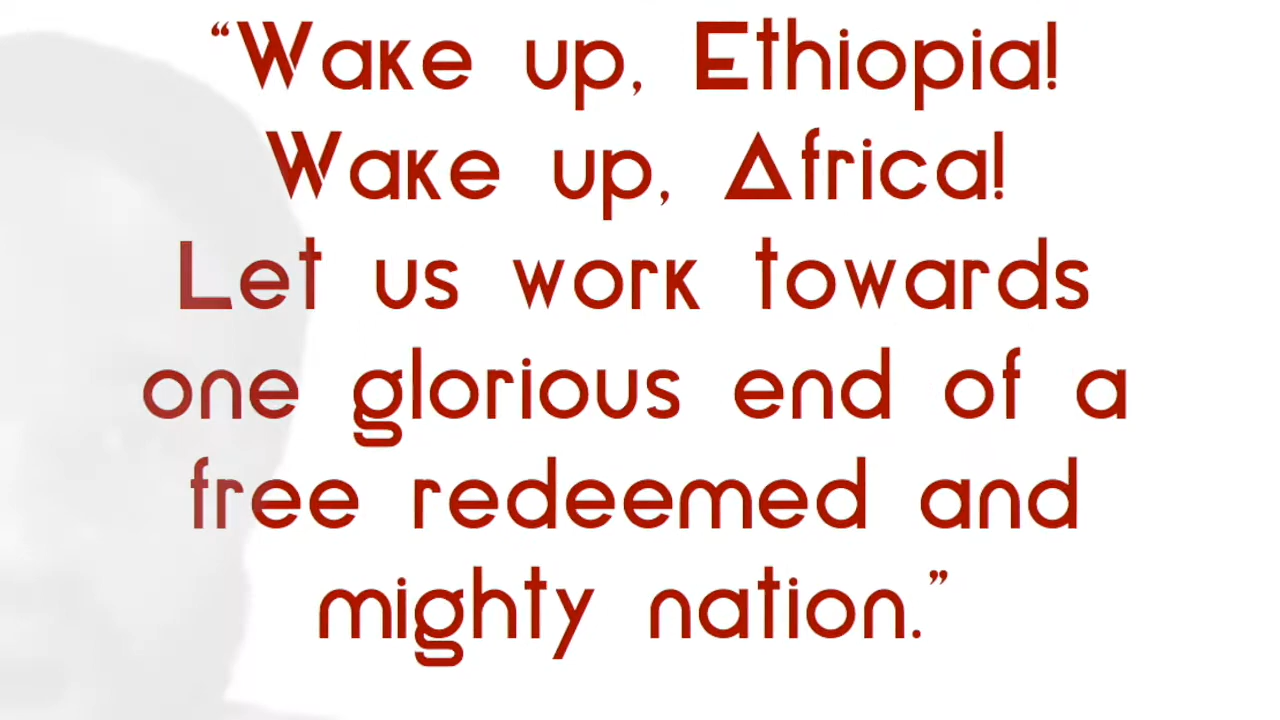 “Wake up, Ethiopia!
Wake up, Africa!
Let us work towards
one glorious end of a
free redeemed and
mighty nation.”